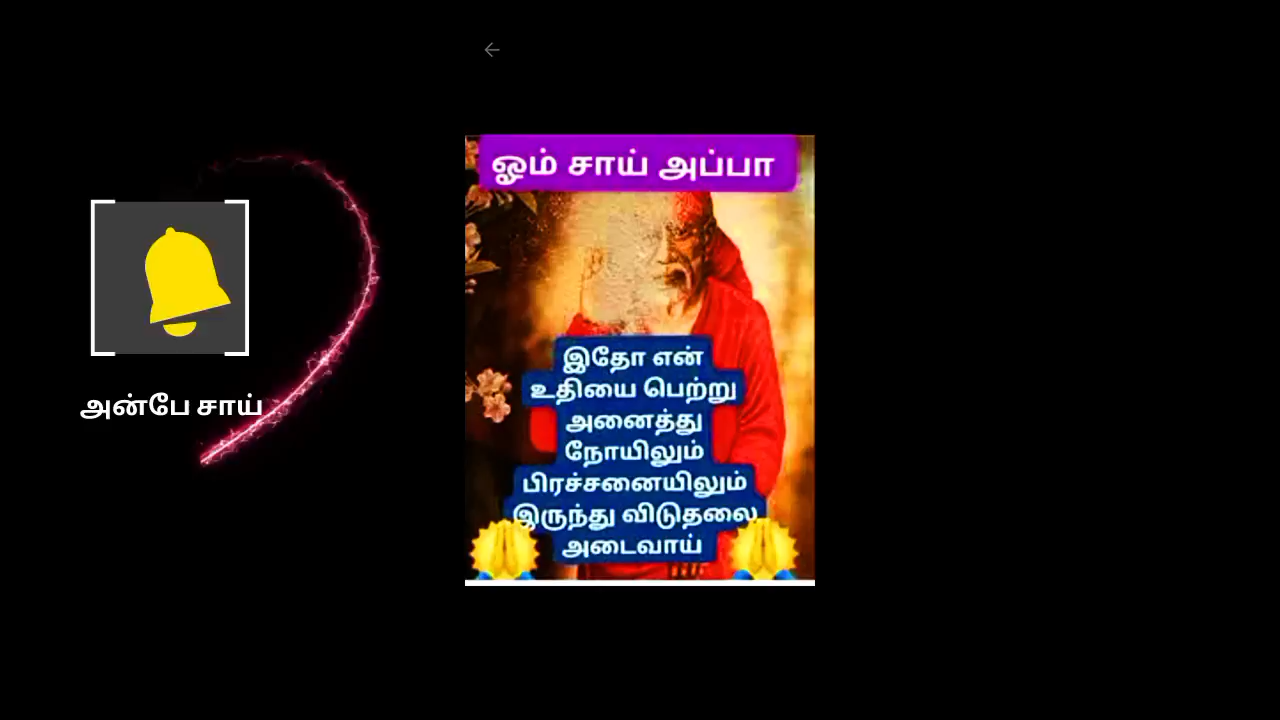 ஓம் சாய் அப்பா
இதோ என்
உதியை பெற்று
அனைத்து
நோயிலும்
பிரச்சனையிலும்
இருந்து விடுதலை
அடைவாய்
அன்பே சாய்